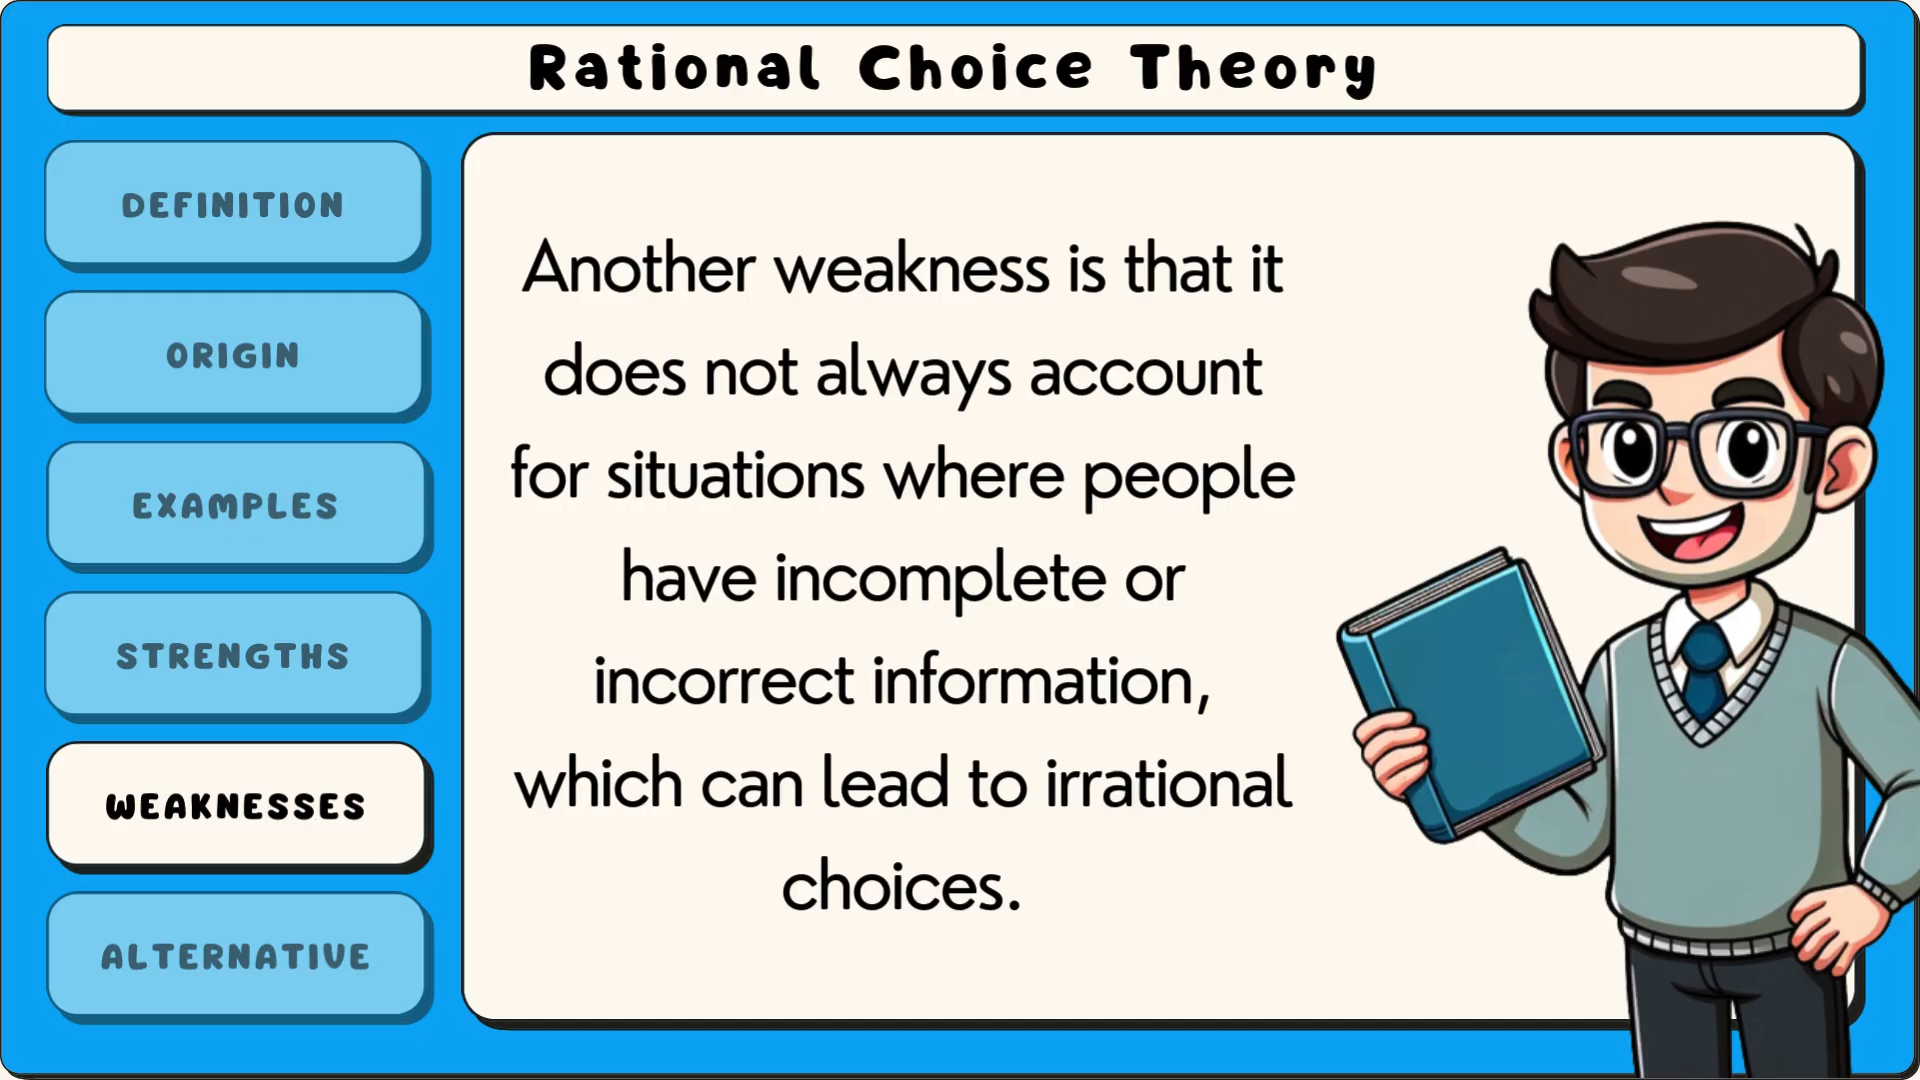 Rational Choice Theory
DEFINITION
ORIGIN
EXAMPLES
STRENGTHS
WEAKNESSES
ALTERNATIVE
Another weakness is that it
does not always account
for situations where people
have incomplete or
incorrect information,
which can lead to irrational
choices.